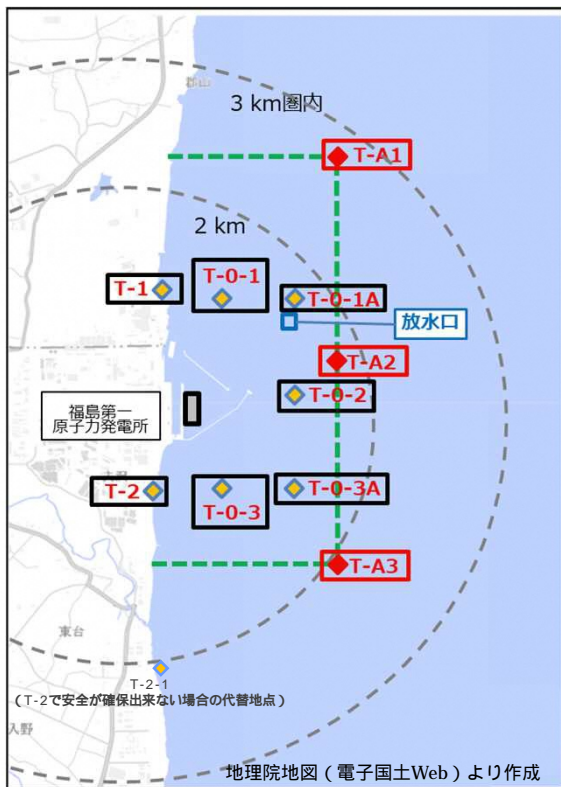 郡山
3 km圏内
T-A1
2 km
T-1
T-0-1
T-0-1A
放水口
T-A2
福島第一
原子力発電所
T-0-2
T-2
T-0-3
T-0-3A
T-A3
東台
T-2-1
（T-2で安全が確保出来ない場合の代替地点）
入野
地理院地図（電子国土Web）より作成